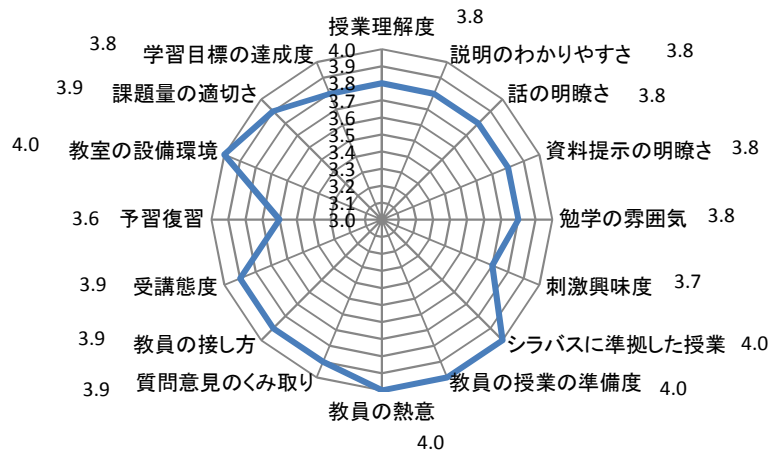 授業理解度 3.8
説明のわかりやすさ 3.8
話の明瞭さ 3.8
資料提示の明瞭さ 3.8
勉学の雰囲気 3.8
刺激興味度 3.7
シラバスに準拠した授業 4.0
教員の授業の準備度 4.0
教員の熱意 4.0
質問意見のくみ取り 3.9
教員の接し方 3.9
受講態度 3.9
予習復習 3.6
教室の設備環境 4.0
課題量の適切さ 3.9
学習目標の達成度 3.8
4.0
3.9
3.8
3.7
3.6
3.5
3.4
3.3
3.2
3.1
3.0